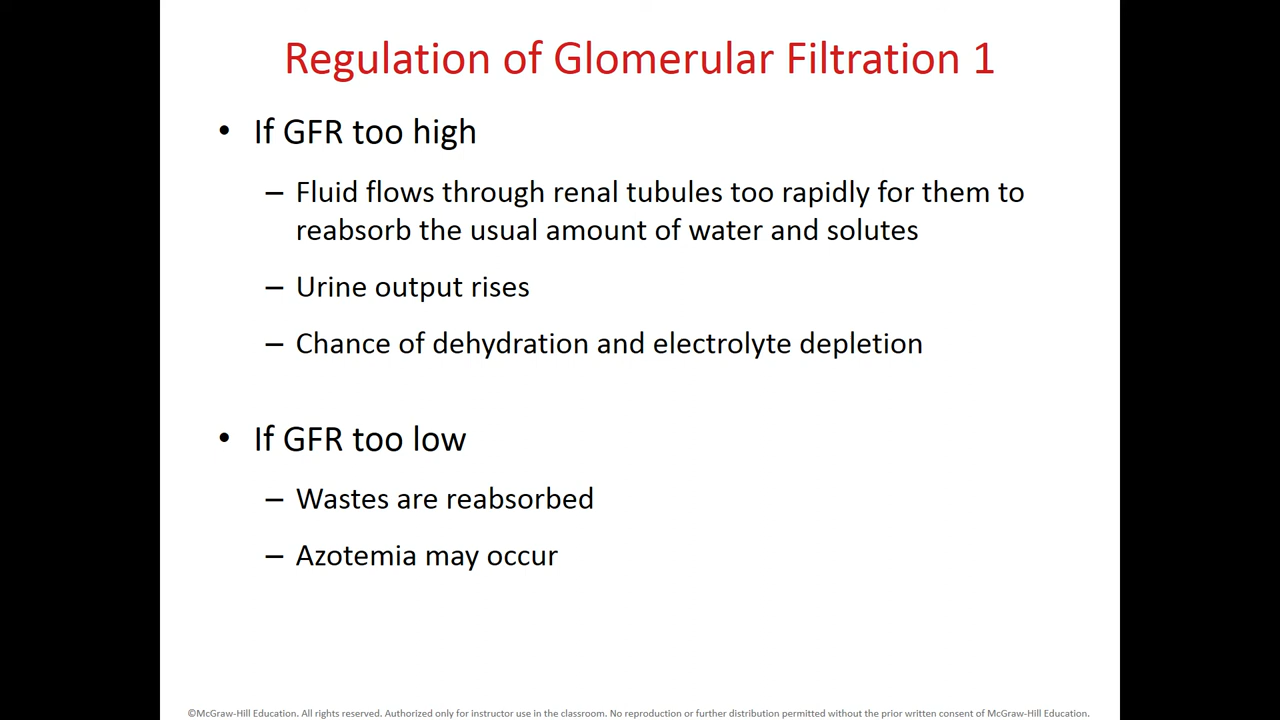 Regulation of Glomerular Filtration 1
• If GFR too high
– Fluid flows through renal tubules too rapidly for them to
reabsorb the usual amount of water and solutes
– Urine output rises
– Chance of dehydration and electrolyte depletion
• If GFR too low
– Wastes are reabsorbed
– Azotemia may occur
©McGraw-Hill Education. All rights reserved. Authorized only for instructor use in the classroom. No reproduction or further distribution permitted without the prior written consent of McGraw-Hill Education.